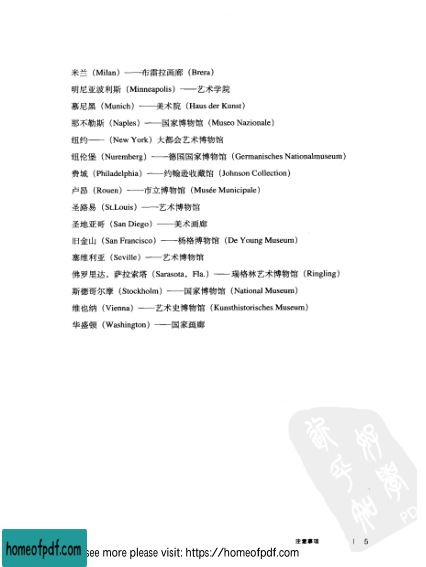 米兰（Milan）——布雷拉画廊（Brera）
明尼亚波利斯（Minneapolis）——艺术学院
慕尼黑（Munich）——美术院（Haus der Kunst）
那不勒斯（Naples）——国家博物馆（Museo Nazionale）
纽约——（New York）大都会艺术博物馆
纽伦堡（Nuremberg）——德国国家博物馆（Germanisches Nationalmuseum）
费城（Philadelphia）——约翰逊收藏馆（Johnson Collection）
卢昂（Rouen）——市立博物馆（Musée Municipale）
圣路易（St.Louis）——艺术博物馆
圣地亚哥（San Diego）——美术画廊
旧金山（San Francisco）——杨格博物馆（De Young Museum）
塞维利亚（Seville）——艺术博物馆
佛罗里达，萨拉索塔（Sarasota，Fla.）——瑞格林艺术博物馆（Ringling）
斯德哥尔摩（Stockholm）——国家博物馆（National Museum）
维也纳（Vienna）——艺术史博物馆（Kunsthistorisches Museum）
华盛顿（Washington）——国家画廊
注意事项 | 5
homeofpdf.com
see more please visit: https://homeofpdf.com